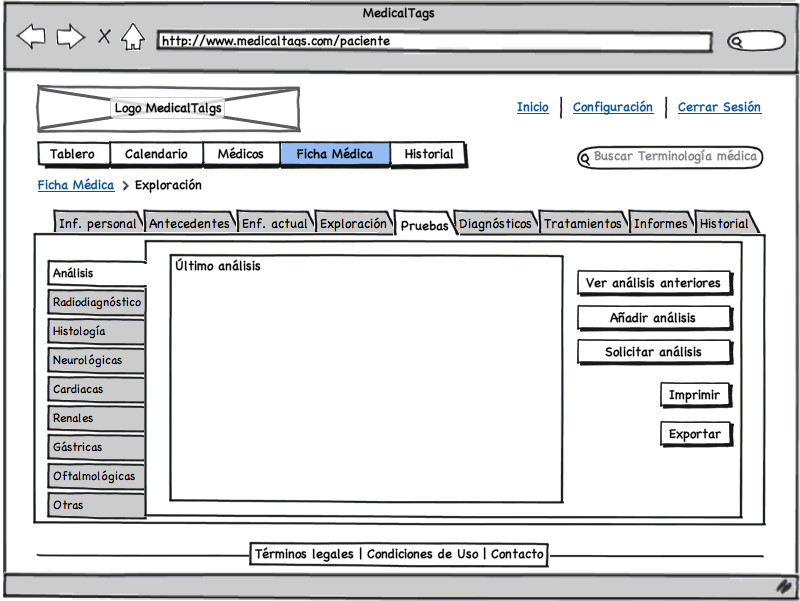 MedicalTags
http://www.medicaltags.com/paciente
Logo MedicalTalgs
Inicio | Configuración | Cerrar Sesión
Tablero Calendario Médicos Ficha Médica Historial
Buscar Terminología médica
Ficha Médica > Exploración
Inf. personal Antecedentes Enf. actual Exploración Pruebas Diagnósticos Tratamientos Informes Historial
Análisis
Radiodiagnóstico
Histología
Neurológicas
Cardiacas
Renales
Gástricas
Oftalmológicas
Otras
Último análisis
Ver análisis anteriores
Añadir análisis
Solicitar análisis
Imprimir
Exportar
Términos legales | Condiciones de Uso | Contacto